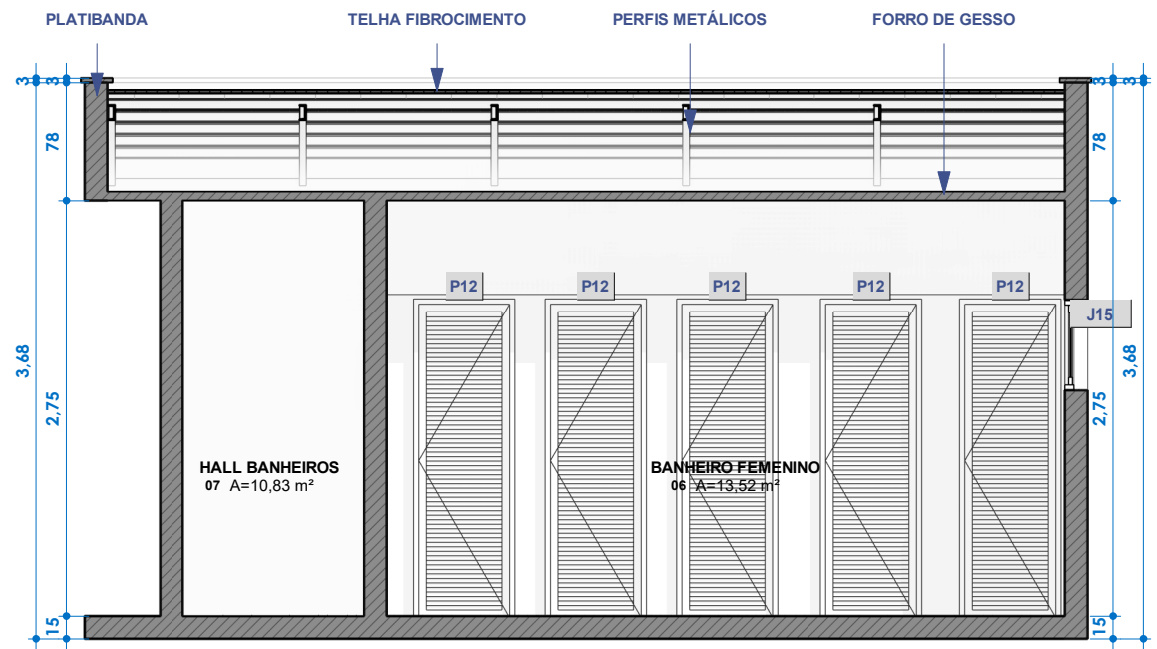 PLATIBANDA
TELHA FIBROCIMENTO
PERFIS METÁLICOS
FORRO DE GESSO
3
3
3
3
78
78
P12
P12
P12
P12
P12
J15
3,68
2,75
2,75
3,68
HALL BANHEIROS
07 A=10,83 m²
BANHEIRO FEMENINO
06 A=13,52 m²
15
15